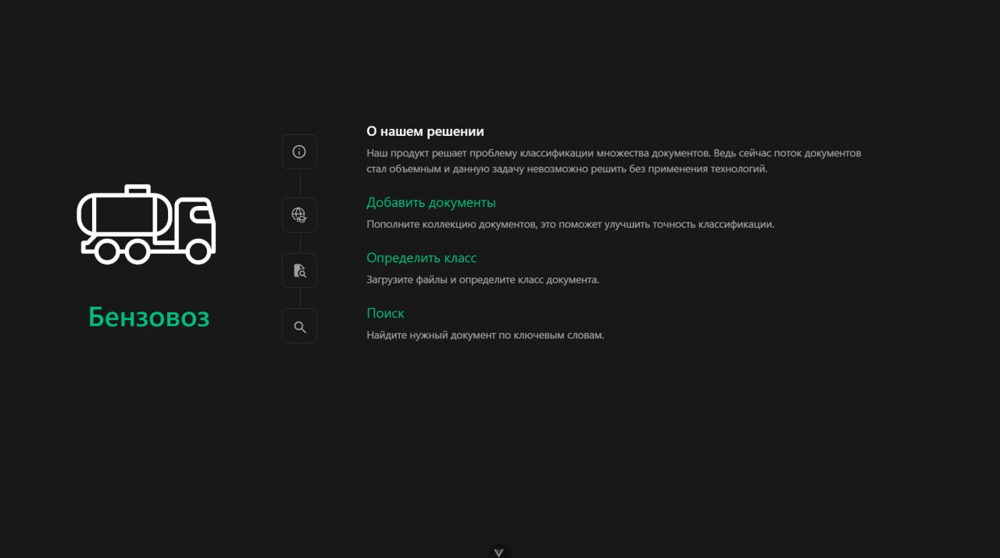 Бензовоз
О нашем решении
Наш продукт решает проблему классификации множества документов. Ведь сейчас поток документов
стал объемным и данную задачу невозможно решить без применения технологий.
Добавить документы
Пополните коллекцию документов, это поможет улучшить точность классификации.
Определить класс
Загрузите файлы и определите класс документа.
Поиск
Найдите нужный документ по ключевым словам.